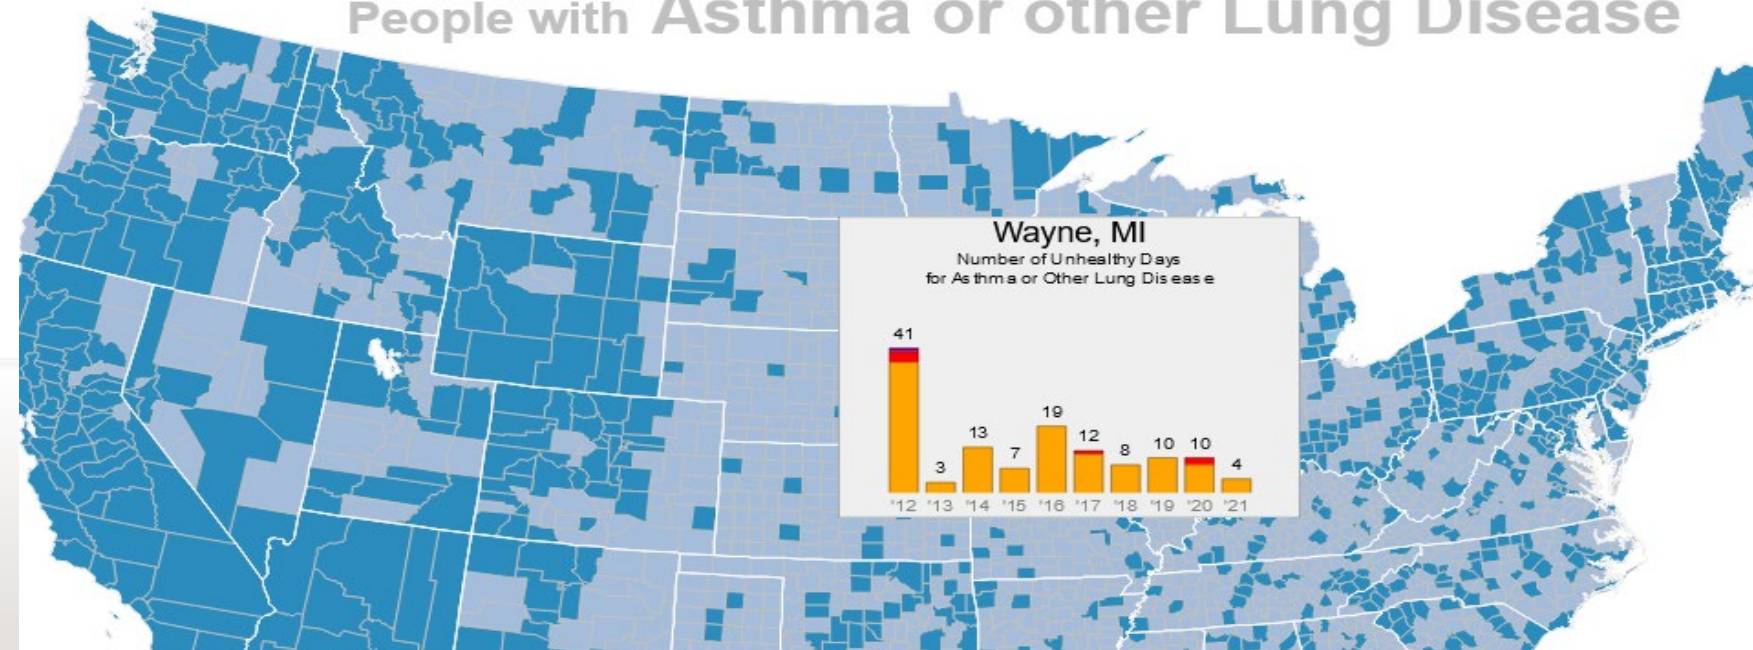 People with Asthma or other Lung Disease
Wayne, MI
Number of Unhealthy Days
for Asthma or Other Lung Disease
41
3
13
7
19
12
8
10
10
4
'12 '13 '14 '15 '16 '17 '18 '19 '20 '21